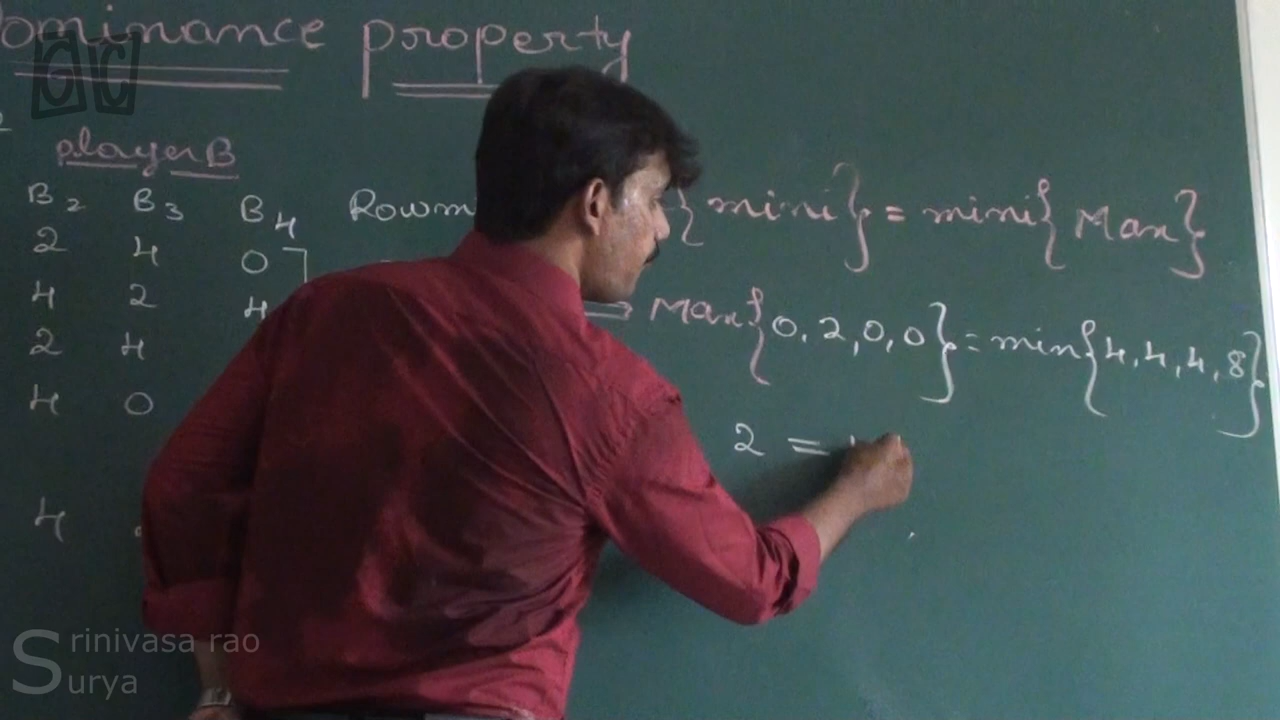 ominance property
player B
B2 B3 B4 Rowm { mini } = mini { Max }
2 4 0
4 2 4 Max { 0, 2, 0, 0 } = min { 4, 4, 4, 8 }
2 4
4 0
2 =
4
Srinivasa rao
Surya